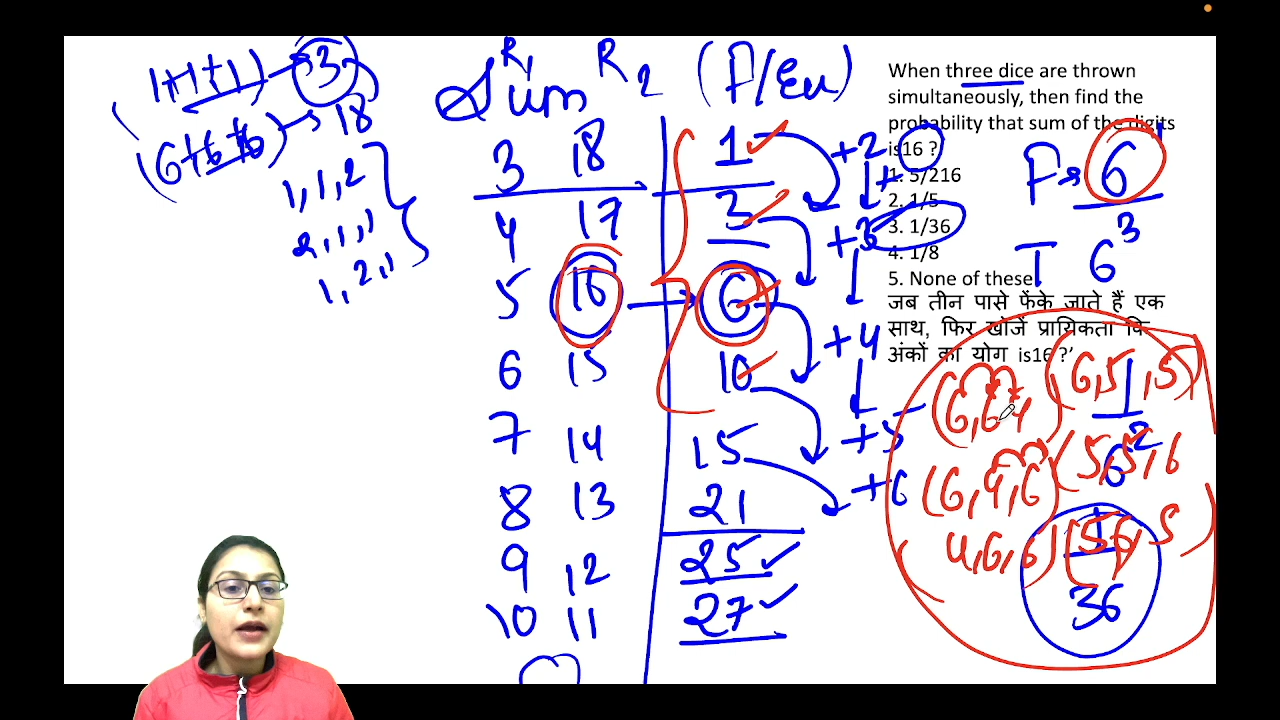 1+1+1) → 3
(6+6+6) → 18
1, 1, 2
2, 1, 1
1, 2, 1
Sum R1 R2 (F/Eu)
3 18 1 +2
4 17 3 +3
5 16 → 6 +4
6 15 10 +5
7 14 15 +6
8 13 21
9 12 25 ✓
10 11 27 ✓
When three dice are thrown
simultaneously, then find the
probability that sum of the digits
is16 ?
1. 5/216
2. 1/5
3. 1/36
4. 1/8
5. None of these
जब तीन पासे फेंके जाते हैं एक
साथ, फिर खोजें प्रायिकता कि
अंकों का योग is16 ?’
F → 6
T 6³
(6,6,4) (6,5,5)
(6,4,6) (5,5,6
(4,6,6) (5,6,5)
1
6²
1
36